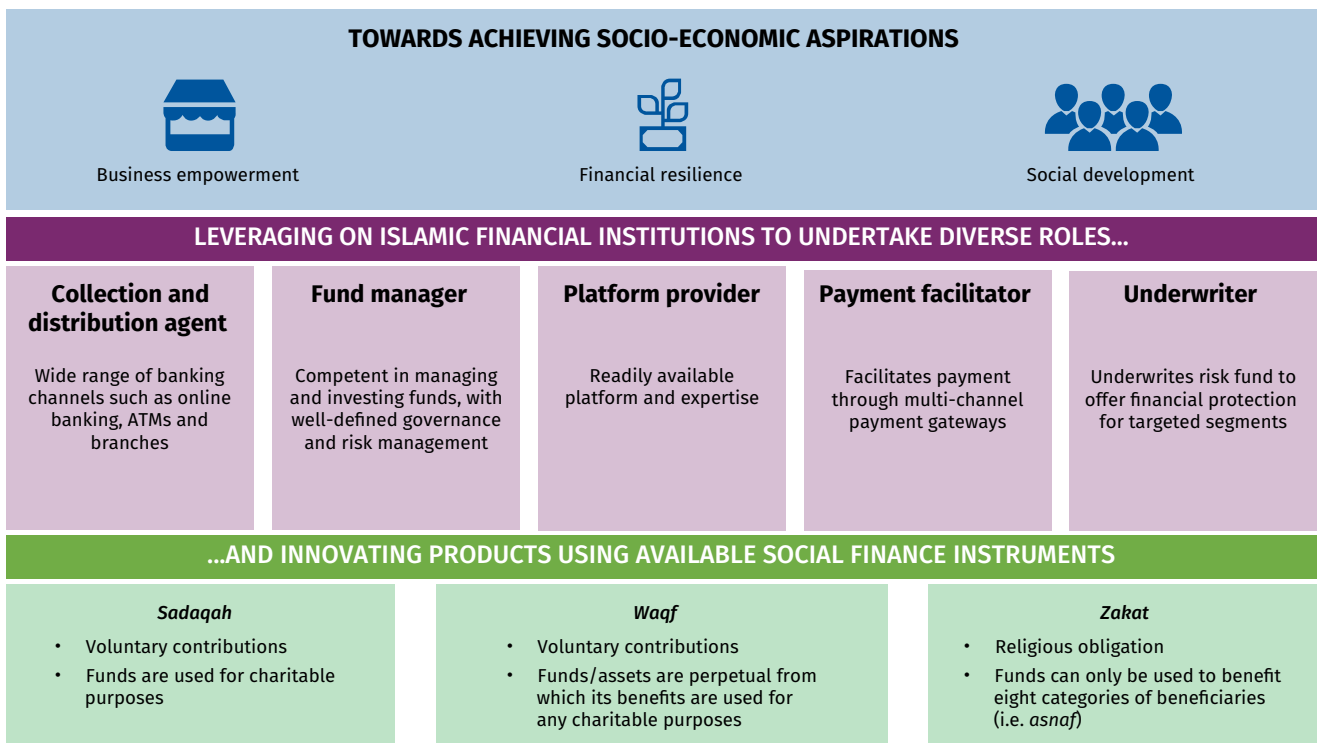 TOWARDS ACHIEVING SOCIO-ECONOMIC ASPIRATIONS
Business empowerment
Financial resilience
Social development
LEVERAGING ON ISLAMIC FINANCIAL INSTITUTIONS TO UNDERTAKE DIVERSE ROLES...
Collection and
distribution agent
Wide range of banking
channels such as online
banking, ATMs and
branches
Fund manager
Competent in managing
and investing funds, with
well-defined governance
and risk management
Platform provider
Readily available
platform and expertise
Payment facilitator
Facilitates payment
through multi-channel
payment gateways
Underwriter
Underwrites risk fund to
offer financial protection
for targeted segments
...AND INNOVATING PRODUCTS USING AVAILABLE SOCIAL FINANCE INSTRUMENTS
Sadaqah
• Voluntary contributions
• Funds are used for charitable
purposes
Waqf
• Voluntary contributions
• Funds/assets are perpetual from
which its benefits are used for
any charitable purposes
Zakat
• Religious obligation
• Funds can only be used to benefit
eight categories of beneficiaries
(i.e. asnaf)